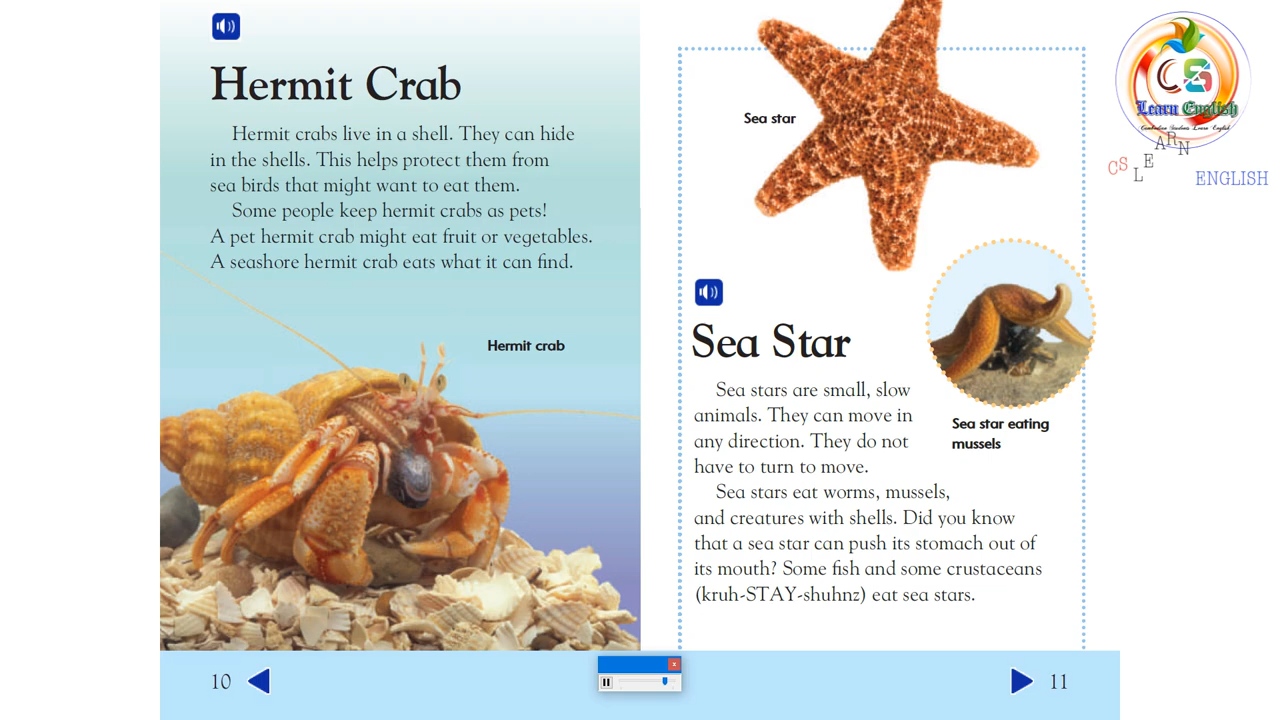 Hermit Crab
Hermit crabs live in a shell. They can hide
in the shells. This helps protect them from
sea birds that might want to eat them.
Some people keep hermit crabs as pets!
A pet hermit crab might eat fruit or vegetables.
A seashore hermit crab eats what it can find.
Hermit crab
10
Sea star
Sea Star
Sea stars are small, slow
animals. They can move in
any direction. They do not
have to turn to move.
Sea stars eat worms, mussels,
and creatures with shells. Did you know
that a sea star can push its stomach out of
its mouth? Some fish and some crustaceans
(kruh-STAY-shuhnz) eat sea stars.
Sea star eating
mussels
11
CS
Learn English
Cambodian Students Learn English
CS LEARN ENGLISH